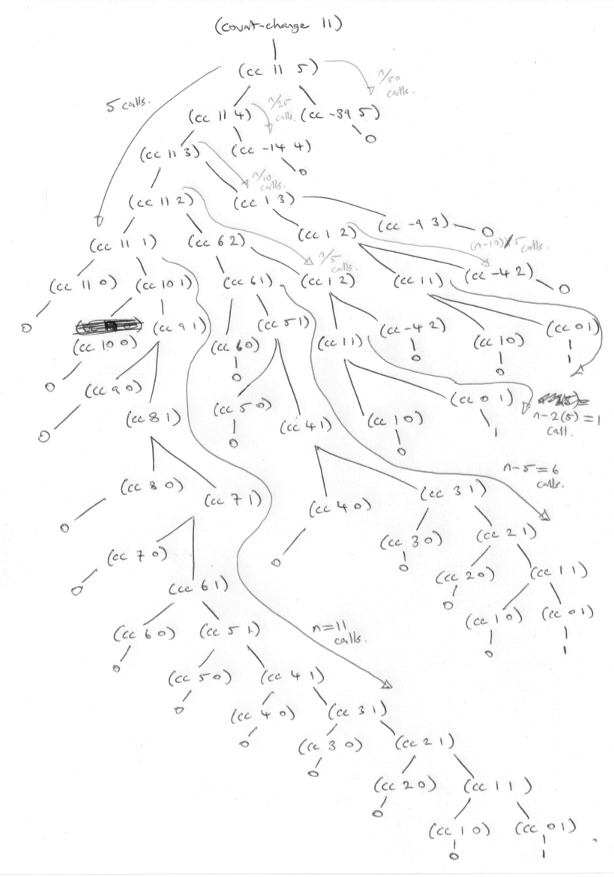 (count-change 11)
(cc 11 5)
n/50 calls.
5 calls.
(cc 11 4)
n/25 calls.
(cc -39 5)
0
(cc 11 3)
(cc -14 4)
0
n/10 calls.
(cc 11 2)
(cc 1 3)
(cc -9 3)
0
(cc 11 1)
(cc 6 2)
n/5 calls.
(cc 1 2)
5 calls.
(cc 11 0)
(cc 10 1)
(cc 6 1)
(cc 1 2)
(cc 1 1)
(cc -4 2)
0
0
(cc 10 0)
(cc 9 1)
(cc 6 0)
(cc 5 1)
(cc 1 1)
(cc -4 2)
(cc 1 0)
(cc 0 1)
0
0
0
1
0
(cc 9 0)
(cc 8 1)
(cc 5 0)
(cc 4 1)
(cc 1 0)
(cc 0 1)
n-2(5) = 1
call.
0
0
0
1
(cc 8 0)
(cc 7 1)
(cc 4 0)
(cc 3 1)
n-5=6
calls.
0
0
(cc 3 0)
(cc 2 1)
0
(cc 7 0)
(cc 6 1)
(cc 2 0)
(cc 1 1)
0
0
(cc 1 0)
(cc 0 1)
0
1
(cc 6 0)
(cc 5 1)
n=11
calls.
0
(cc 5 0)
(cc 4 1)
0
(cc 4 0)
(cc 3 1)
0
(cc 3 0)
(cc 2 1)
0
(cc 2 0)
(cc 1 1)
0
(cc 1 0)
(cc 0 1)
0
1